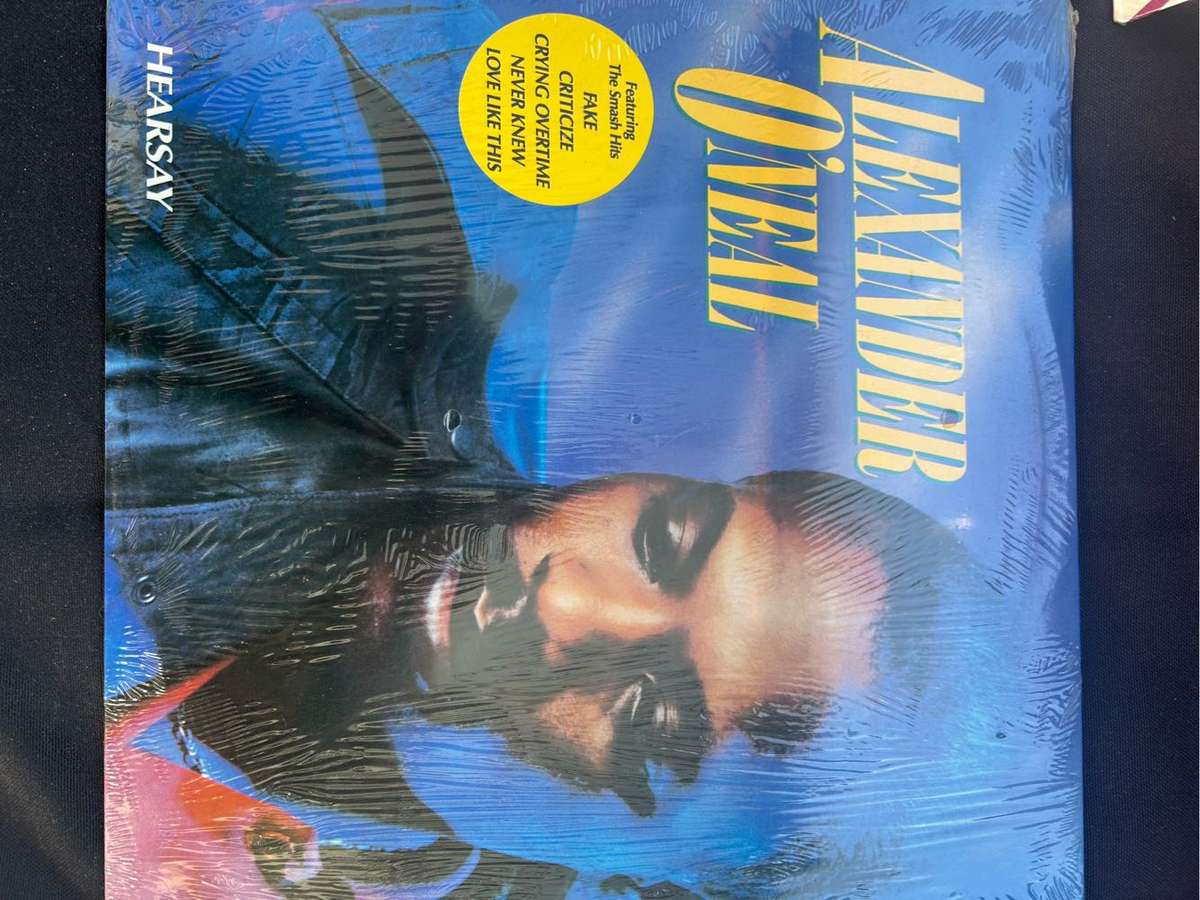 ALEXANDER
O'NEAL
Featuring
The Smash Hits
FAKE
CRITICIZE
CRYING OVERTIME
NEVER KNEW
LOVE LIKE THIS
HEARSAY